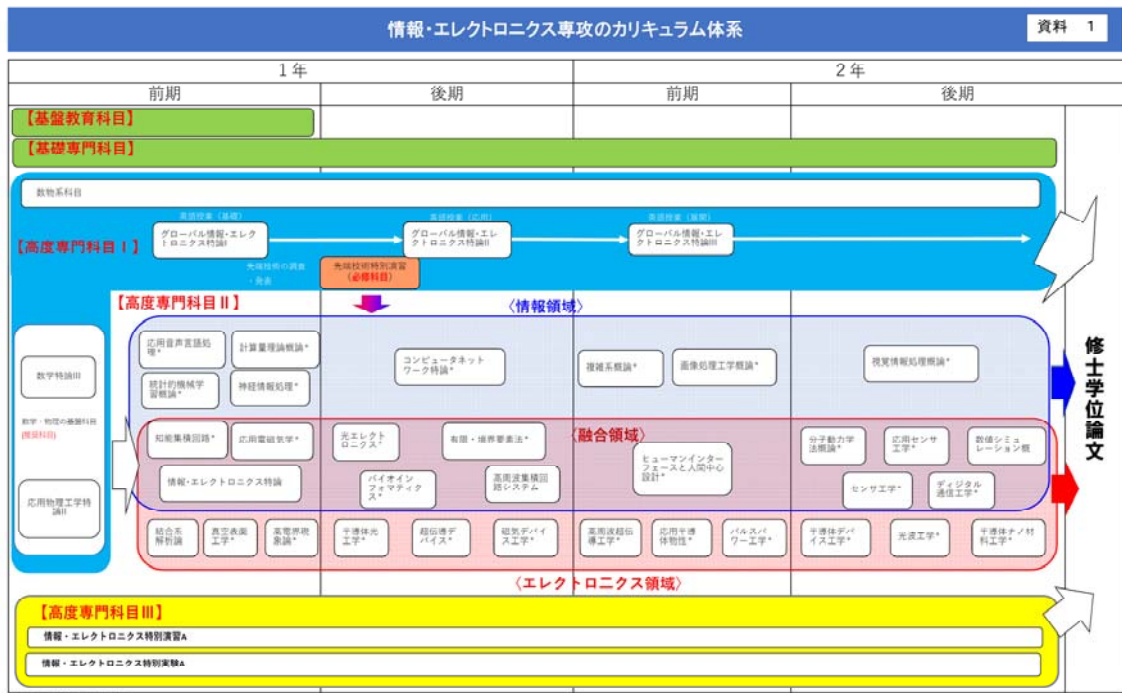 情報・エレクトロニクス専攻のカリキュラム体系
資料 1
1年
2年
前期
後期
前期
後期
【基盤教育科目】
【基礎専門科目】
数物系科目
英語授業(基礎)
英語授業(応用)
英語授業(展開)
【高度専門科目Ⅰ】
グローバル情報・エレク
トロニクス特論Ⅰ
グローバル情報・エレ
クトロニクス特論Ⅱ
グローバル情報・エレ
クトロニクス特論Ⅲ
先端技術の調査
・発表
先端技術特別演習
(必修科目)
【高度専門科目Ⅱ】
〈情報領域〉
数学特論Ⅲ
数学・物理の基盤科目
(推奨科目)
応用物理工学特
論Ⅱ
応用音声言語処
理*
計算量理論概論*
統計的機械学
習概論*
神経情報処理*
コンピュータネット
ワーク特論*
複雑系概論*
画像処理工学概論*
視覚情報処理概論*
〈融合領域〉
知能集積回路*
応用電磁気学*
情報・エレクトロニクス特論
光エレクト
ロニクス*
有限・境界要素法*
バイオイン
フォマティク
ス*
高周波集積回
路システム
ヒューマンインター
フェースと人間中心
設計*
分子動力学
法概論*
応用センサ
工学*
数値シミュ
レーション概
センサ工学*
ディジタル
通信工学*
結合系
解析論
真空表面
工学*
高電界現
象論*
半導体光
工学*
超伝導デ
バイス*
磁気デバイ
ス工学*
高周波超伝
導工学*
応用半導
体物性*
パルスパ
ワー工学*
半導体デバ
イス工学*
光波工学*
半導体ナノ材
料工学*
〈エレクトロニクス領域〉
修士学位論文
【高度専門科目Ⅲ】
情報・エレクトロニクス特別演習A
情報・エレクトロニクス特別実験A